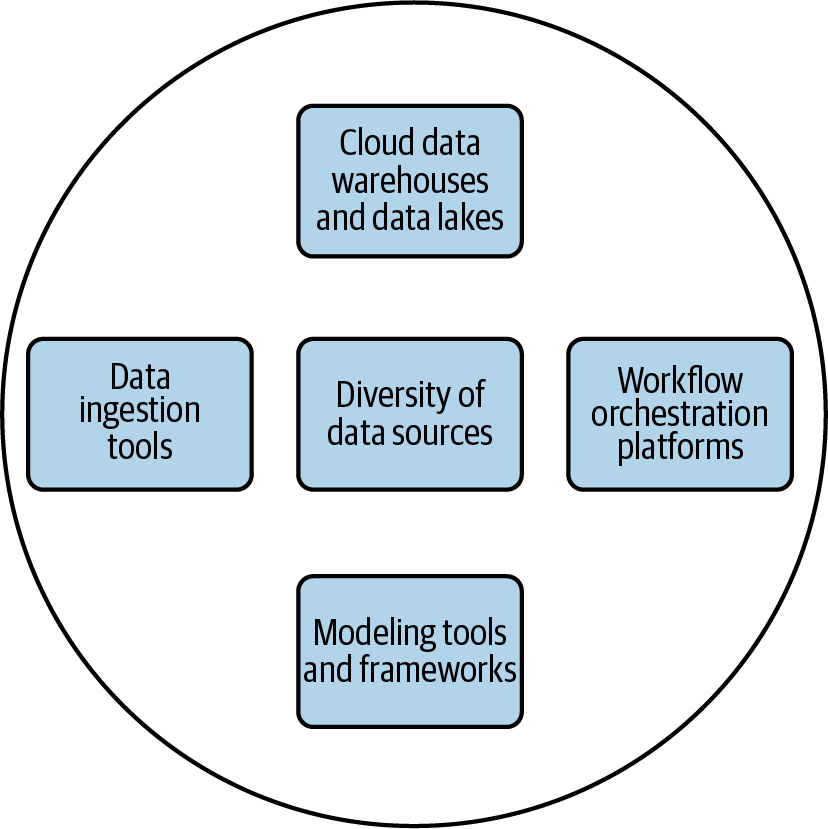 Cloud data
warehouses
and data lakes
Data
ingestion
tools
Diversity of
data sources
Workflow
orchestration
platforms
Modeling tools
and frameworks